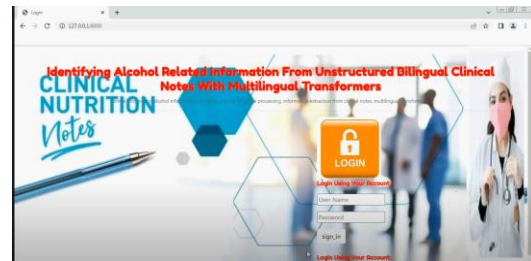 Login
127.0.0.1:8000
Identifying Alcohol Related Information From Unstructured Bilingual Clinical
Notes With Multilingual Transformers
CLINICAL
NUTRITION
Notes
LOGIN
Login Using Your Account:
User Name
Password
sign_in
Login Using Your Account: